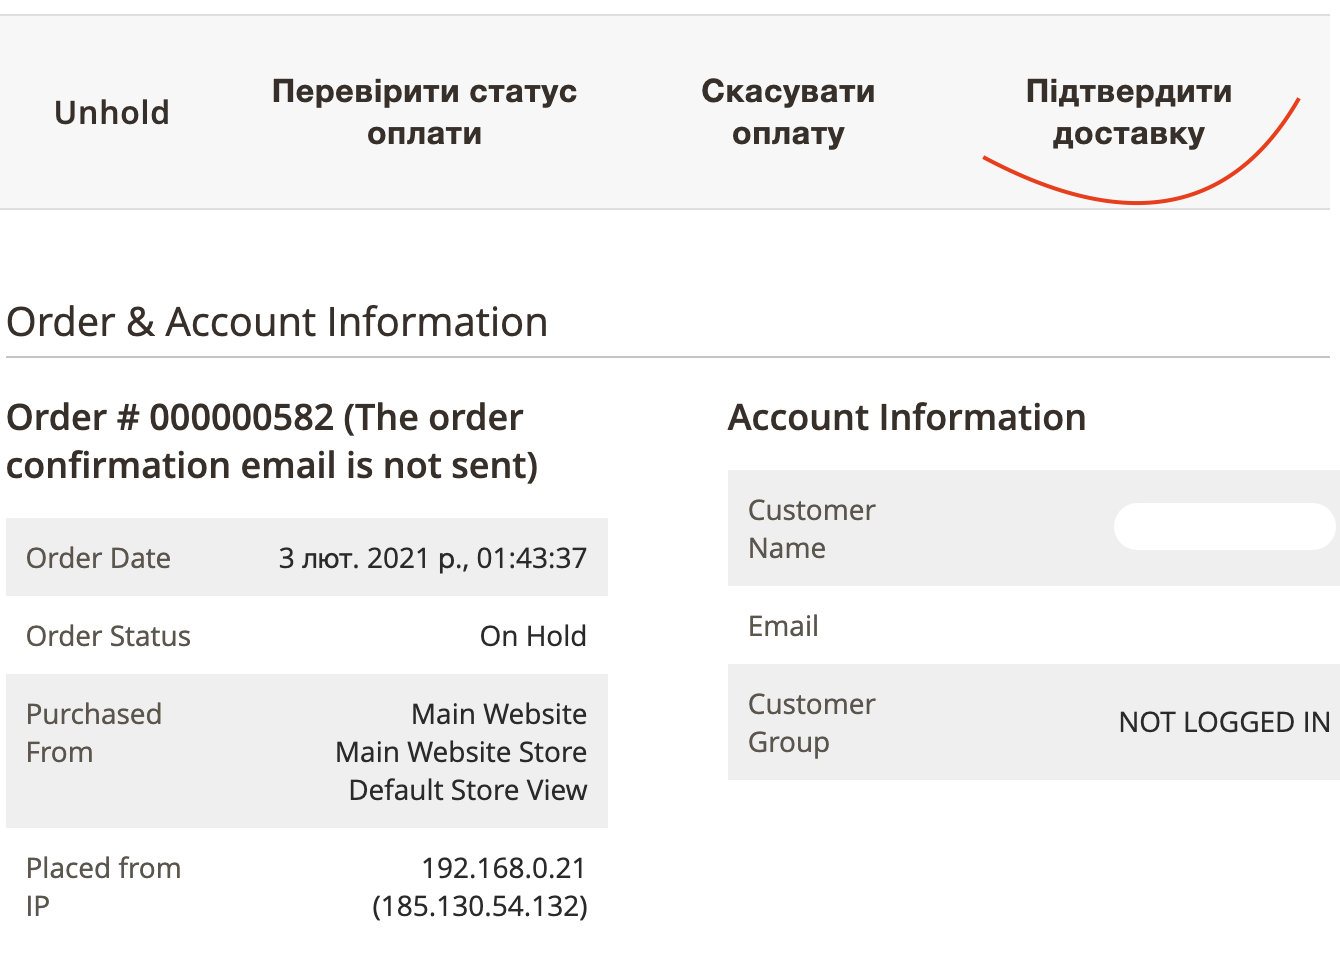 Unhold
Перевірити статус
оплати
Скасувати
оплату
Підтвердити
доставку
Order & Account Information
Order # 000000582 (The order
confirmation email is not sent)
Order Date 3 лют. 2021 р., 01:43:37
Order Status On Hold
Purchased Main Website
From Main Website Store
Default Store View
Placed from 192.168.0.21
IP (185.130.54.132)
Account Information
Customer
Name
Email
Customer
Group NOT LOGGED IN